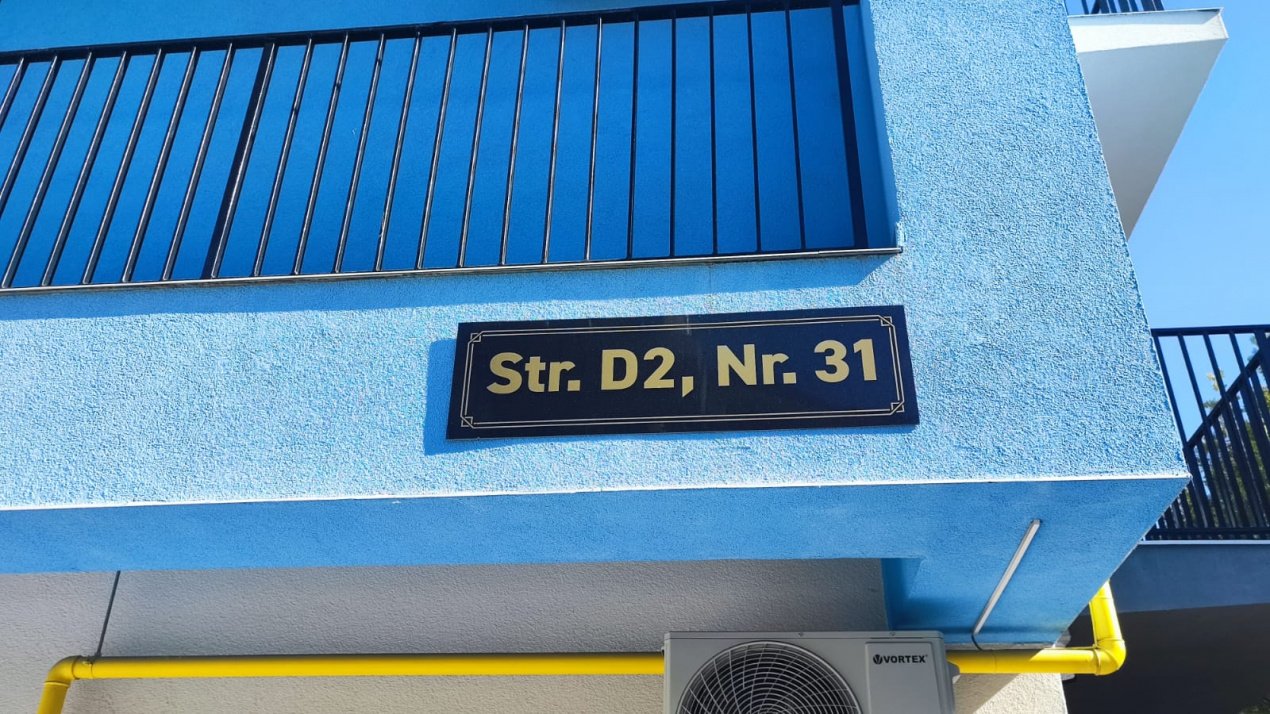 Str. D2, Nr. 31
VORTEX®